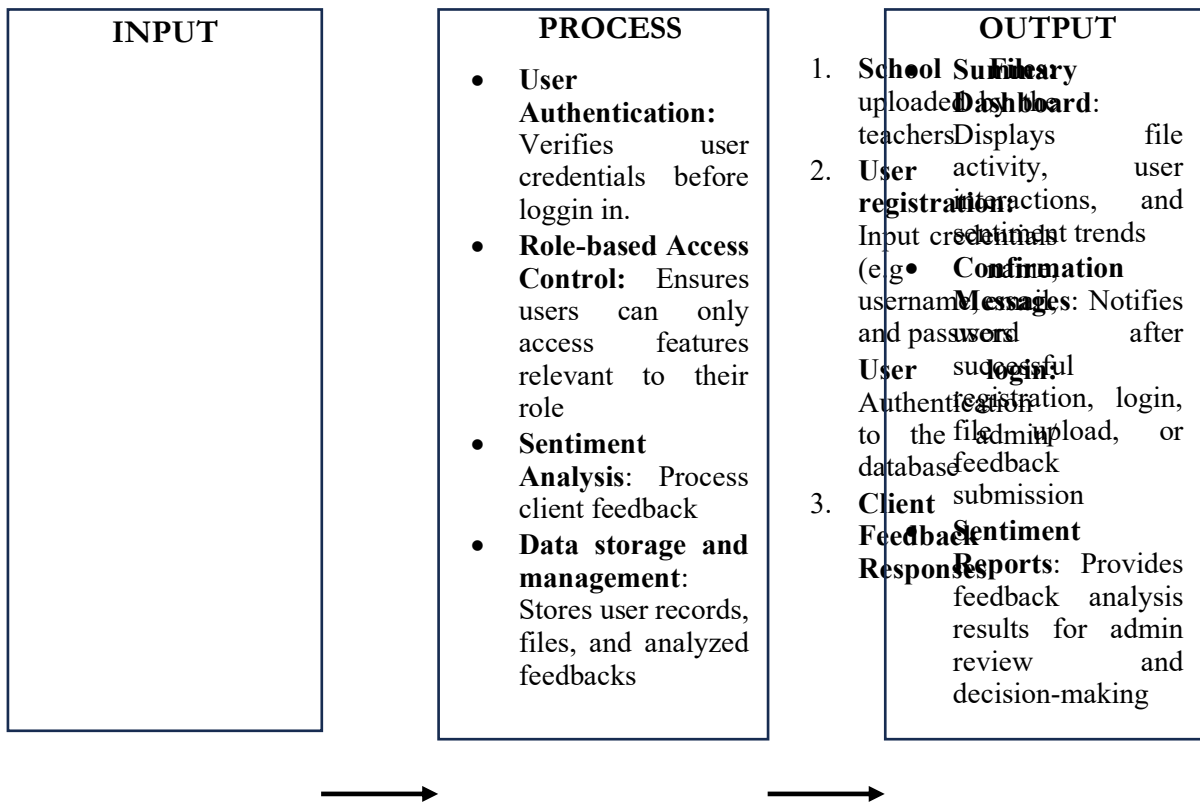 INPUT
PROCESS
• User
Authentication:
Verifies user
credentials before
loggin in.
• Role-based Access
Control: Ensures
users can only
access features
relevant to their
role
• Sentiment
Analysis: Process
client feedback
• Data storage and
management:
Stores user records,
files, and analyzed
feedbacks
1. School Files:
uploaded by the
teachers
2. User
registration:
Input credentials
(e.g name,
username, email,
and password
User login:
Authentication
to the admin/
database
3. Client
Feedback
Responses
OUTPUT
• Summary
Dashboard:
Displays file
activity, user
interactions, and
sentiment trends
• Confirmation
Messages: Notifies
users after
successful
registration, login,
file upload, or
feedback
submission
• Sentiment
Reports: Provides
feedback analysis
results for admin
review and
decision-making